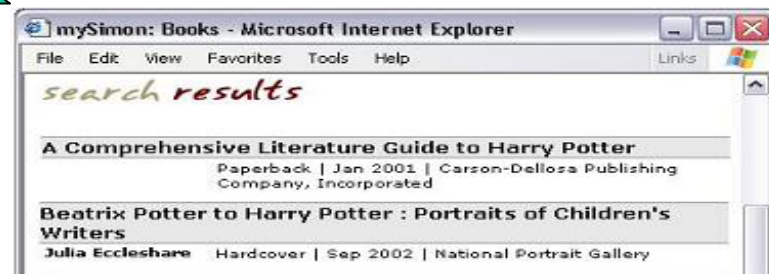 mySimon: Books - Microsoft Internet Explorer
File Edit View Favorites Tools Help Links
search results
A Comprehensive Literature Guide to Harry Potter
Paperback | Jan 2001 | Carson-Dellosa Publishing
Company, Incorporated
Beatrix Potter to Harry Potter : Portraits of Children's
Writers
Julia Eccleshare Hardcover | Sep 2002 | National Portrait Gallery